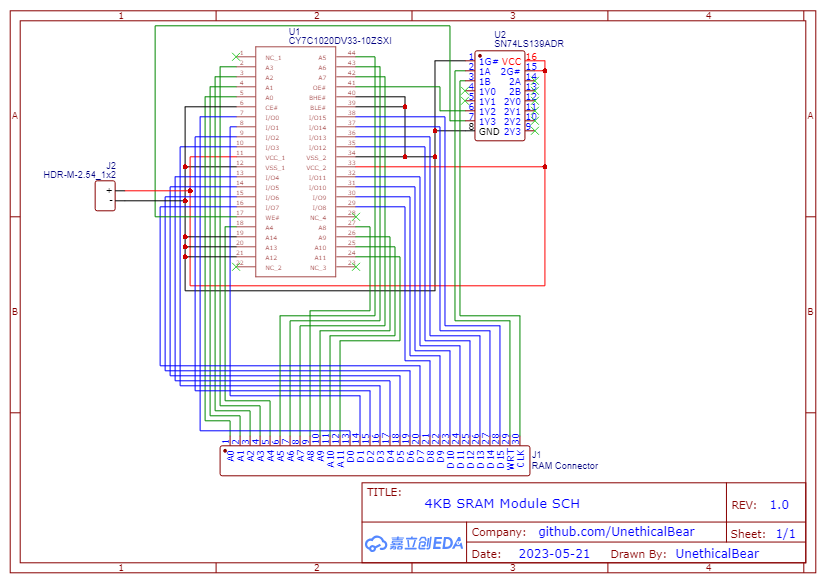 1 2 3 4
A
B
U1
CY7C1020DV33-10ZSXI
1 NC_1 A5 44
2 A3 A6 43
3 A2 A7 42
4 A1 OE# 41
5 A0 BHE# 40
6 CE# BLE# 39
7 I/O0 I/O15 38
8 I/O1 I/O14 37
9 I/O2 I/O13 36
10 I/O3 I/O12 35
11 VCC_1 VSS_2 34
12 VSS_1 VCC_2 33
13 I/O4 I/O11 32
14 I/O5 I/O10 31
15 I/O6 I/O9 30
16 I/O7 I/O8 29
17 WE# NC_4 28
18 A4 A8 27
19 A14 A9 26
20 A13 A10 25
21 A12 A11 24
22 NC_2 NC_3 23
U2
SN74LS139ADR
1 1G# VCC 16
2 1A 2G# 15
3 1B 2A 14
4 1Y0 2B 13
5 1Y1 2Y0 12
6 1Y2 2Y1 11
7 1Y3 2Y2 10
8 GND 2Y3 9
J2
HDR-M-2.54_1x2
+
-
A
B
1 2 3 4 5 6 7 8 9 10 11 12 13 14 15 16 17 18 19 20 21 22 23 24 25 26 27 28 29 30
A0 A1 A2 A3 A4 A5 A6 A7 A8 A9 A10 A11 D0 D1 D2 D3 D4 D5 D6 D7 D8 D9 D10 D11 D12 D13 D14 D15 WRT CLK
J1
RAM Connector
TITLE:
4KB SRAM Module SCH
REV: 1.0
嘉立创EDA
Company: github.com/UnethicalBear
Sheet: 1/1
Date: 2023-05-21 Drawn By: UnethicalBear
1 2 3 4